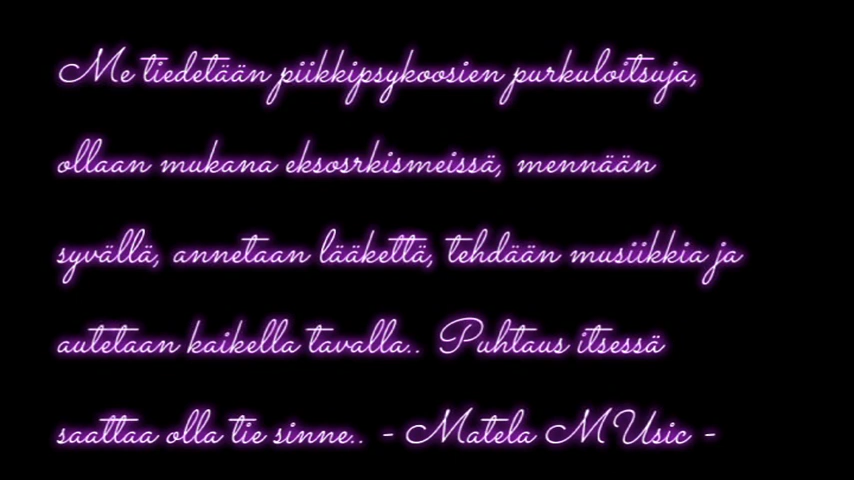 Me tiedetään piikkipsykoosien purkuloitsuja,
ollaan mukana eksosrkismeissä, mennään
syvällä, annetaan lääkettä, tehdään musiikkia ja
autetaan kaikella tavalla.. Puhtaus itsessä
saattaa olla tie sinne.. - Matela MUsic -